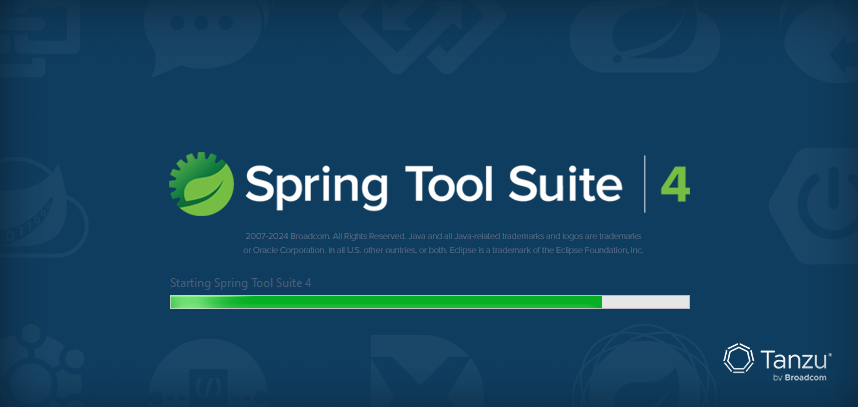 Spring Tool Suite 4
2007-2024 Broadcom. All Rights Reserved. Java and all Java-related trademarks and logos are trademarks
or Oracle Corporation. In all U.S. other ountries, or both. Eclipse is a trademark of the Eclipse Foundation, Inc.
Starting Spring Tool Suite 4
Tanzu
by Broadcom